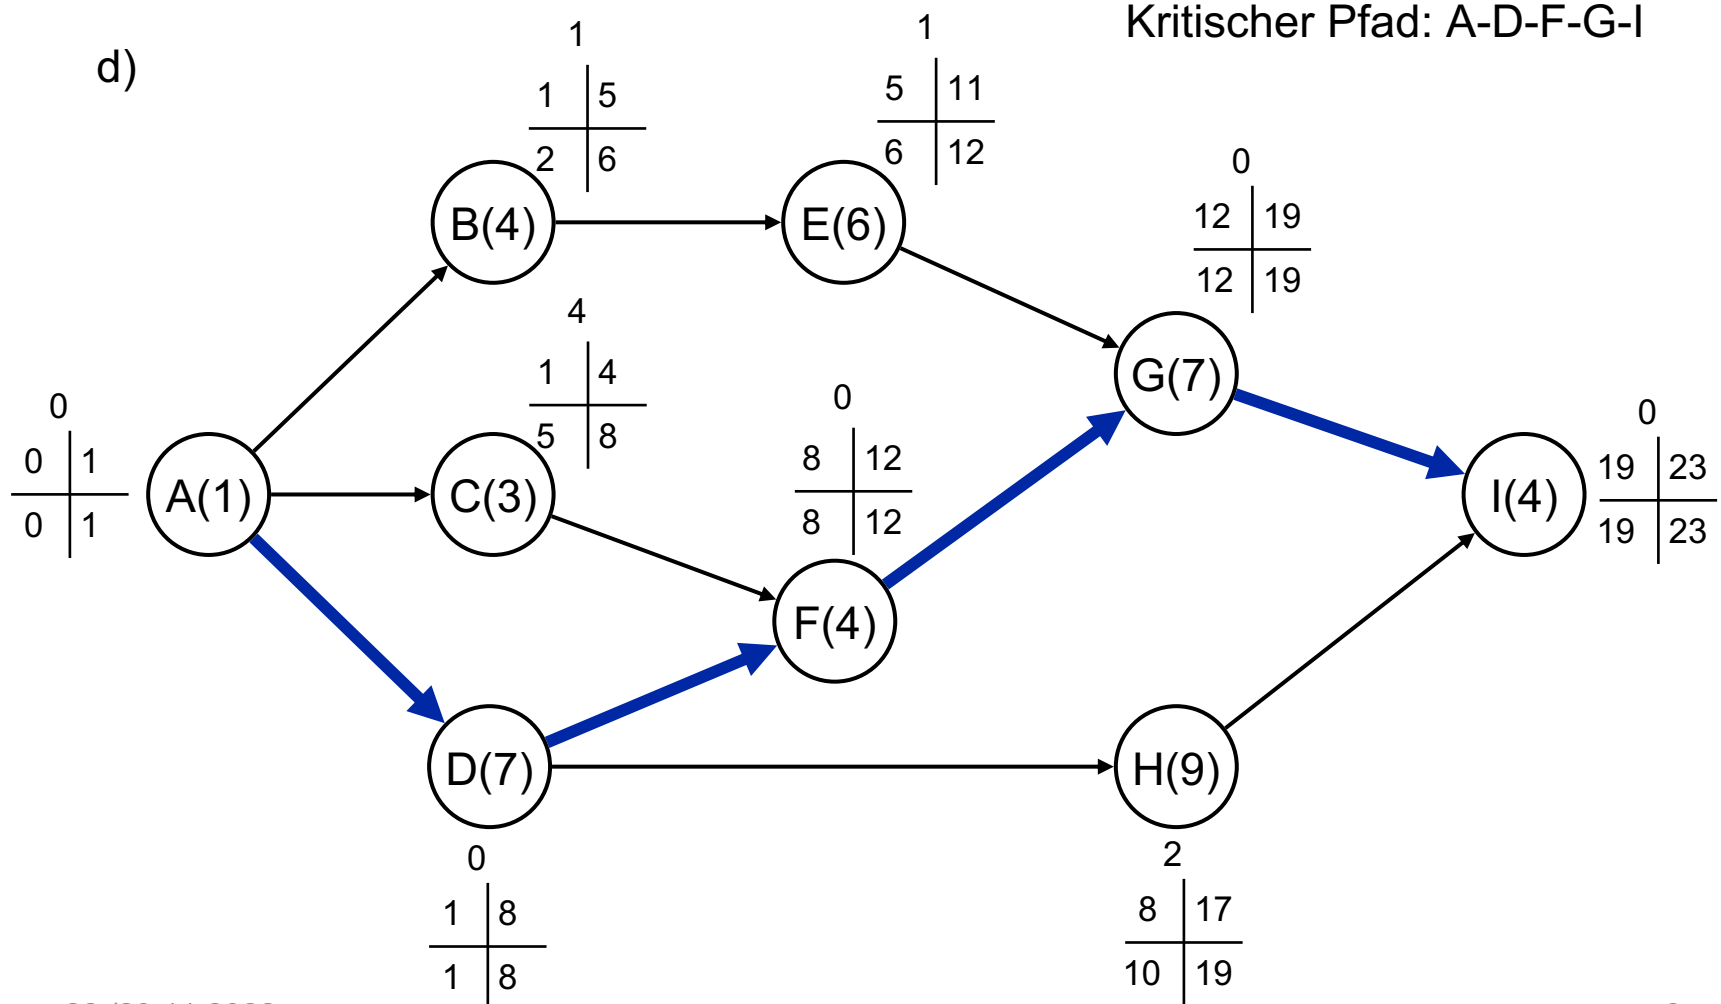 Kritischer Pfad: A-D-F-G-I
d)
1
1 5
2 6
B(4)
1
5 11
6 12
E(6)
0
12 19
12 19
G(7)
0
0 1
0 1
A(1)
4
1 4
5 8
C(3)
0
8 12
8 12
F(4)
0
19 23
19 23
I(4)
D(7)
0
1 8
1 8
H(9)
2
8 17
10 19